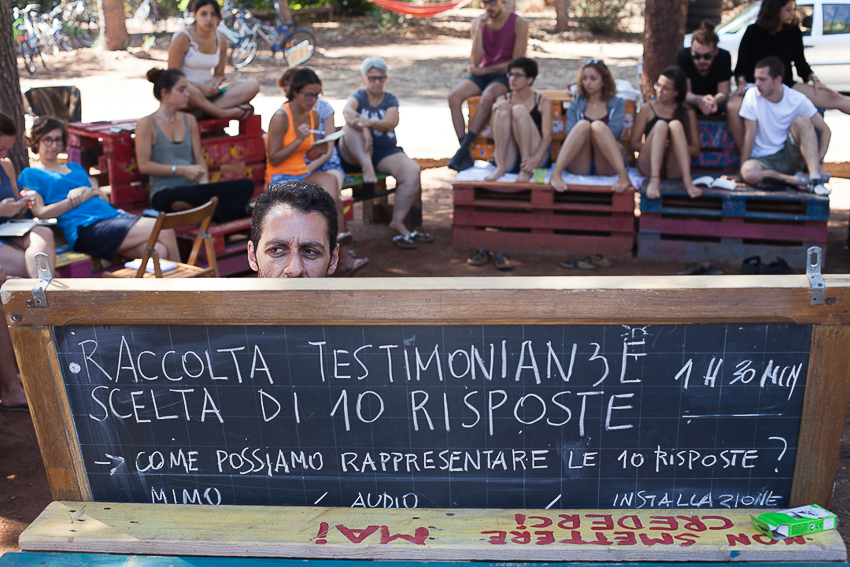 RACCOLTA TESTIMONIANZE 1 H 30 MIN
SCELTA DI 10 RISPOSTE
→ COME POSSIAMO RAPPRESENTARE LE 10 RISPOSTE?
MIMO / AUDIO / INSTALLAZIONE
NON SMETTERE
CREDERCI
MAI